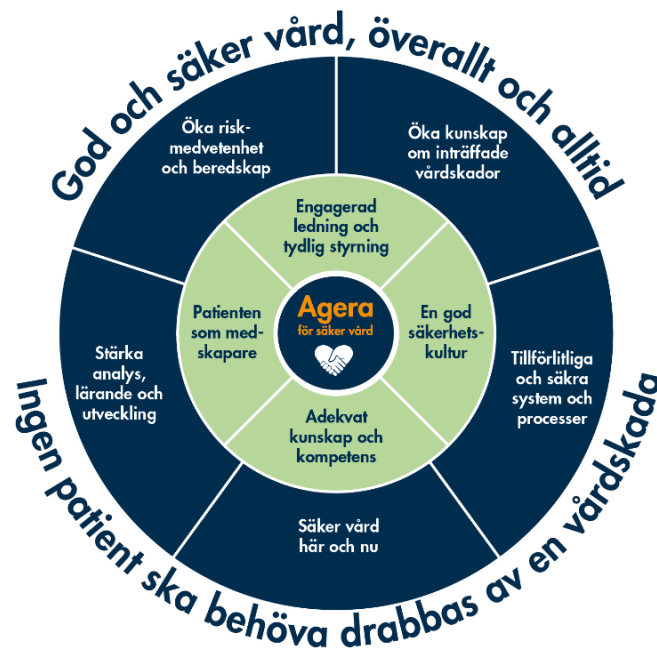 God och säker vård, överallt och alltid
Öka risk-
medvetenhet
och beredskap
Öka kunskap
om inträffade
vårdskador
Engagerad
ledning och
tydlig styrning
Patienten
som med-
skapare
Agera
för säker vård
En god
säkerhets-
kultur
Stärka
analys,
lärande och
utveckling
Tillförlitliga
och säkra
system och
processer
Adekvat
kunskap och
kompetens
Säker vård
här och nu
Ingen patient ska behöva drabbas av en vårdskada